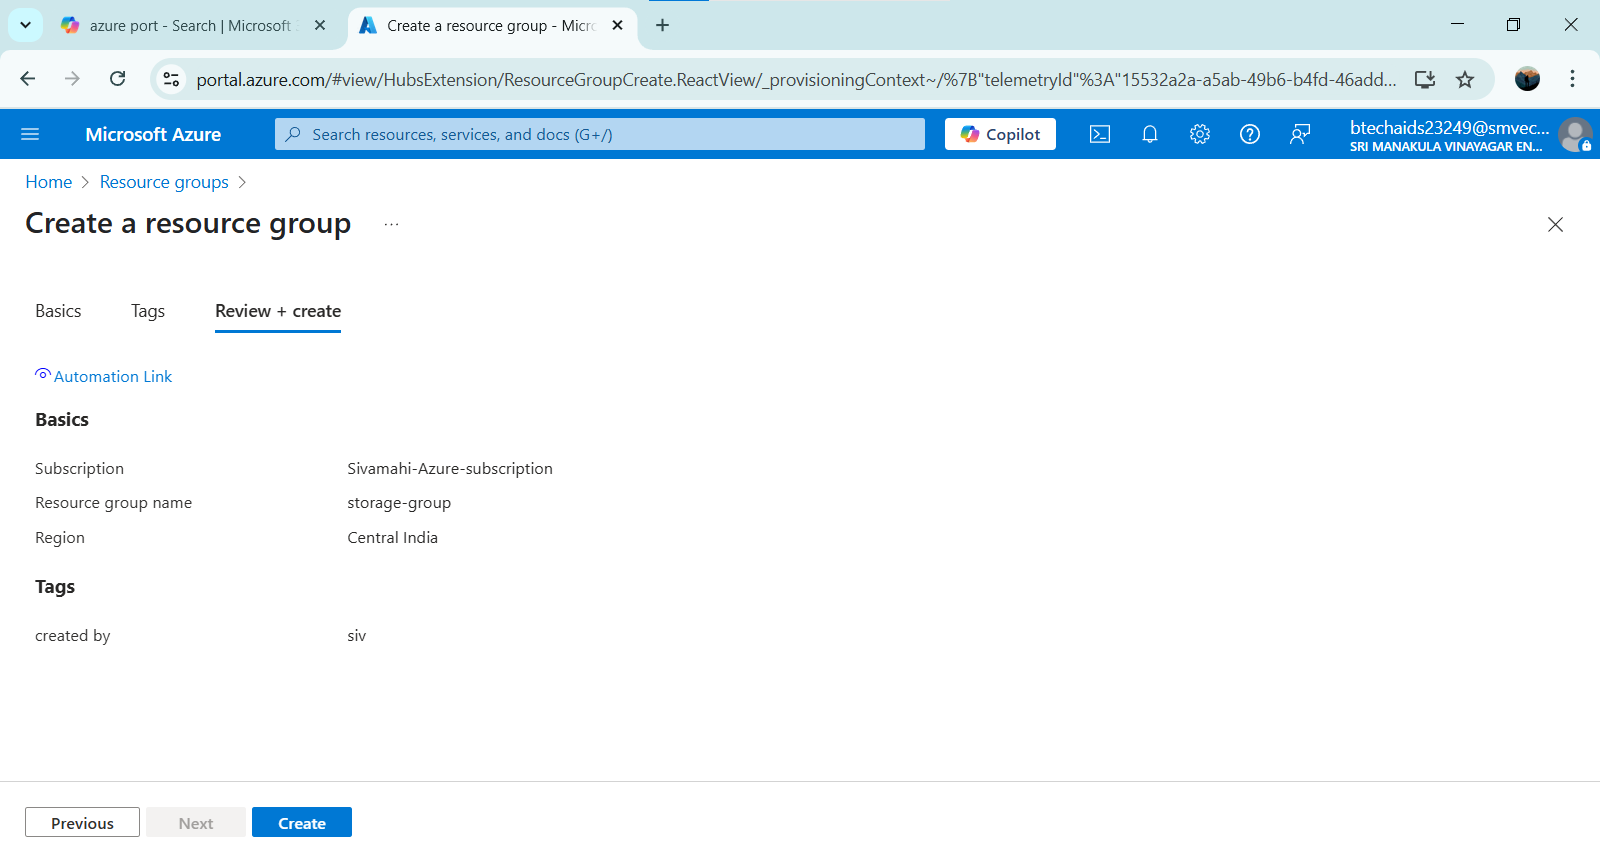 azure port - Search | Microsoft
Create a resource group - Micr
portal.azure.com/#view/HubsExtension/ResourceGroupCreate.ReactView/_provisioningContext~/%7B"telemetryId"%3A"15532a2a-a5ab-49b6-b4fd-46add...
Microsoft Azure
Search resources, services, and docs (G+/)
Copilot
btechaids23249@smvec...
SRI MANAKULA VINAYAGAR EN...
Home > Resource groups >
Create a resource group ...
Basics Tags Review + create
Automation Link
Basics
Subscription Sivamahi-Azure-subscription
Resource group name storage-group
Region Central India
Tags
created by siv
Previous Next Create